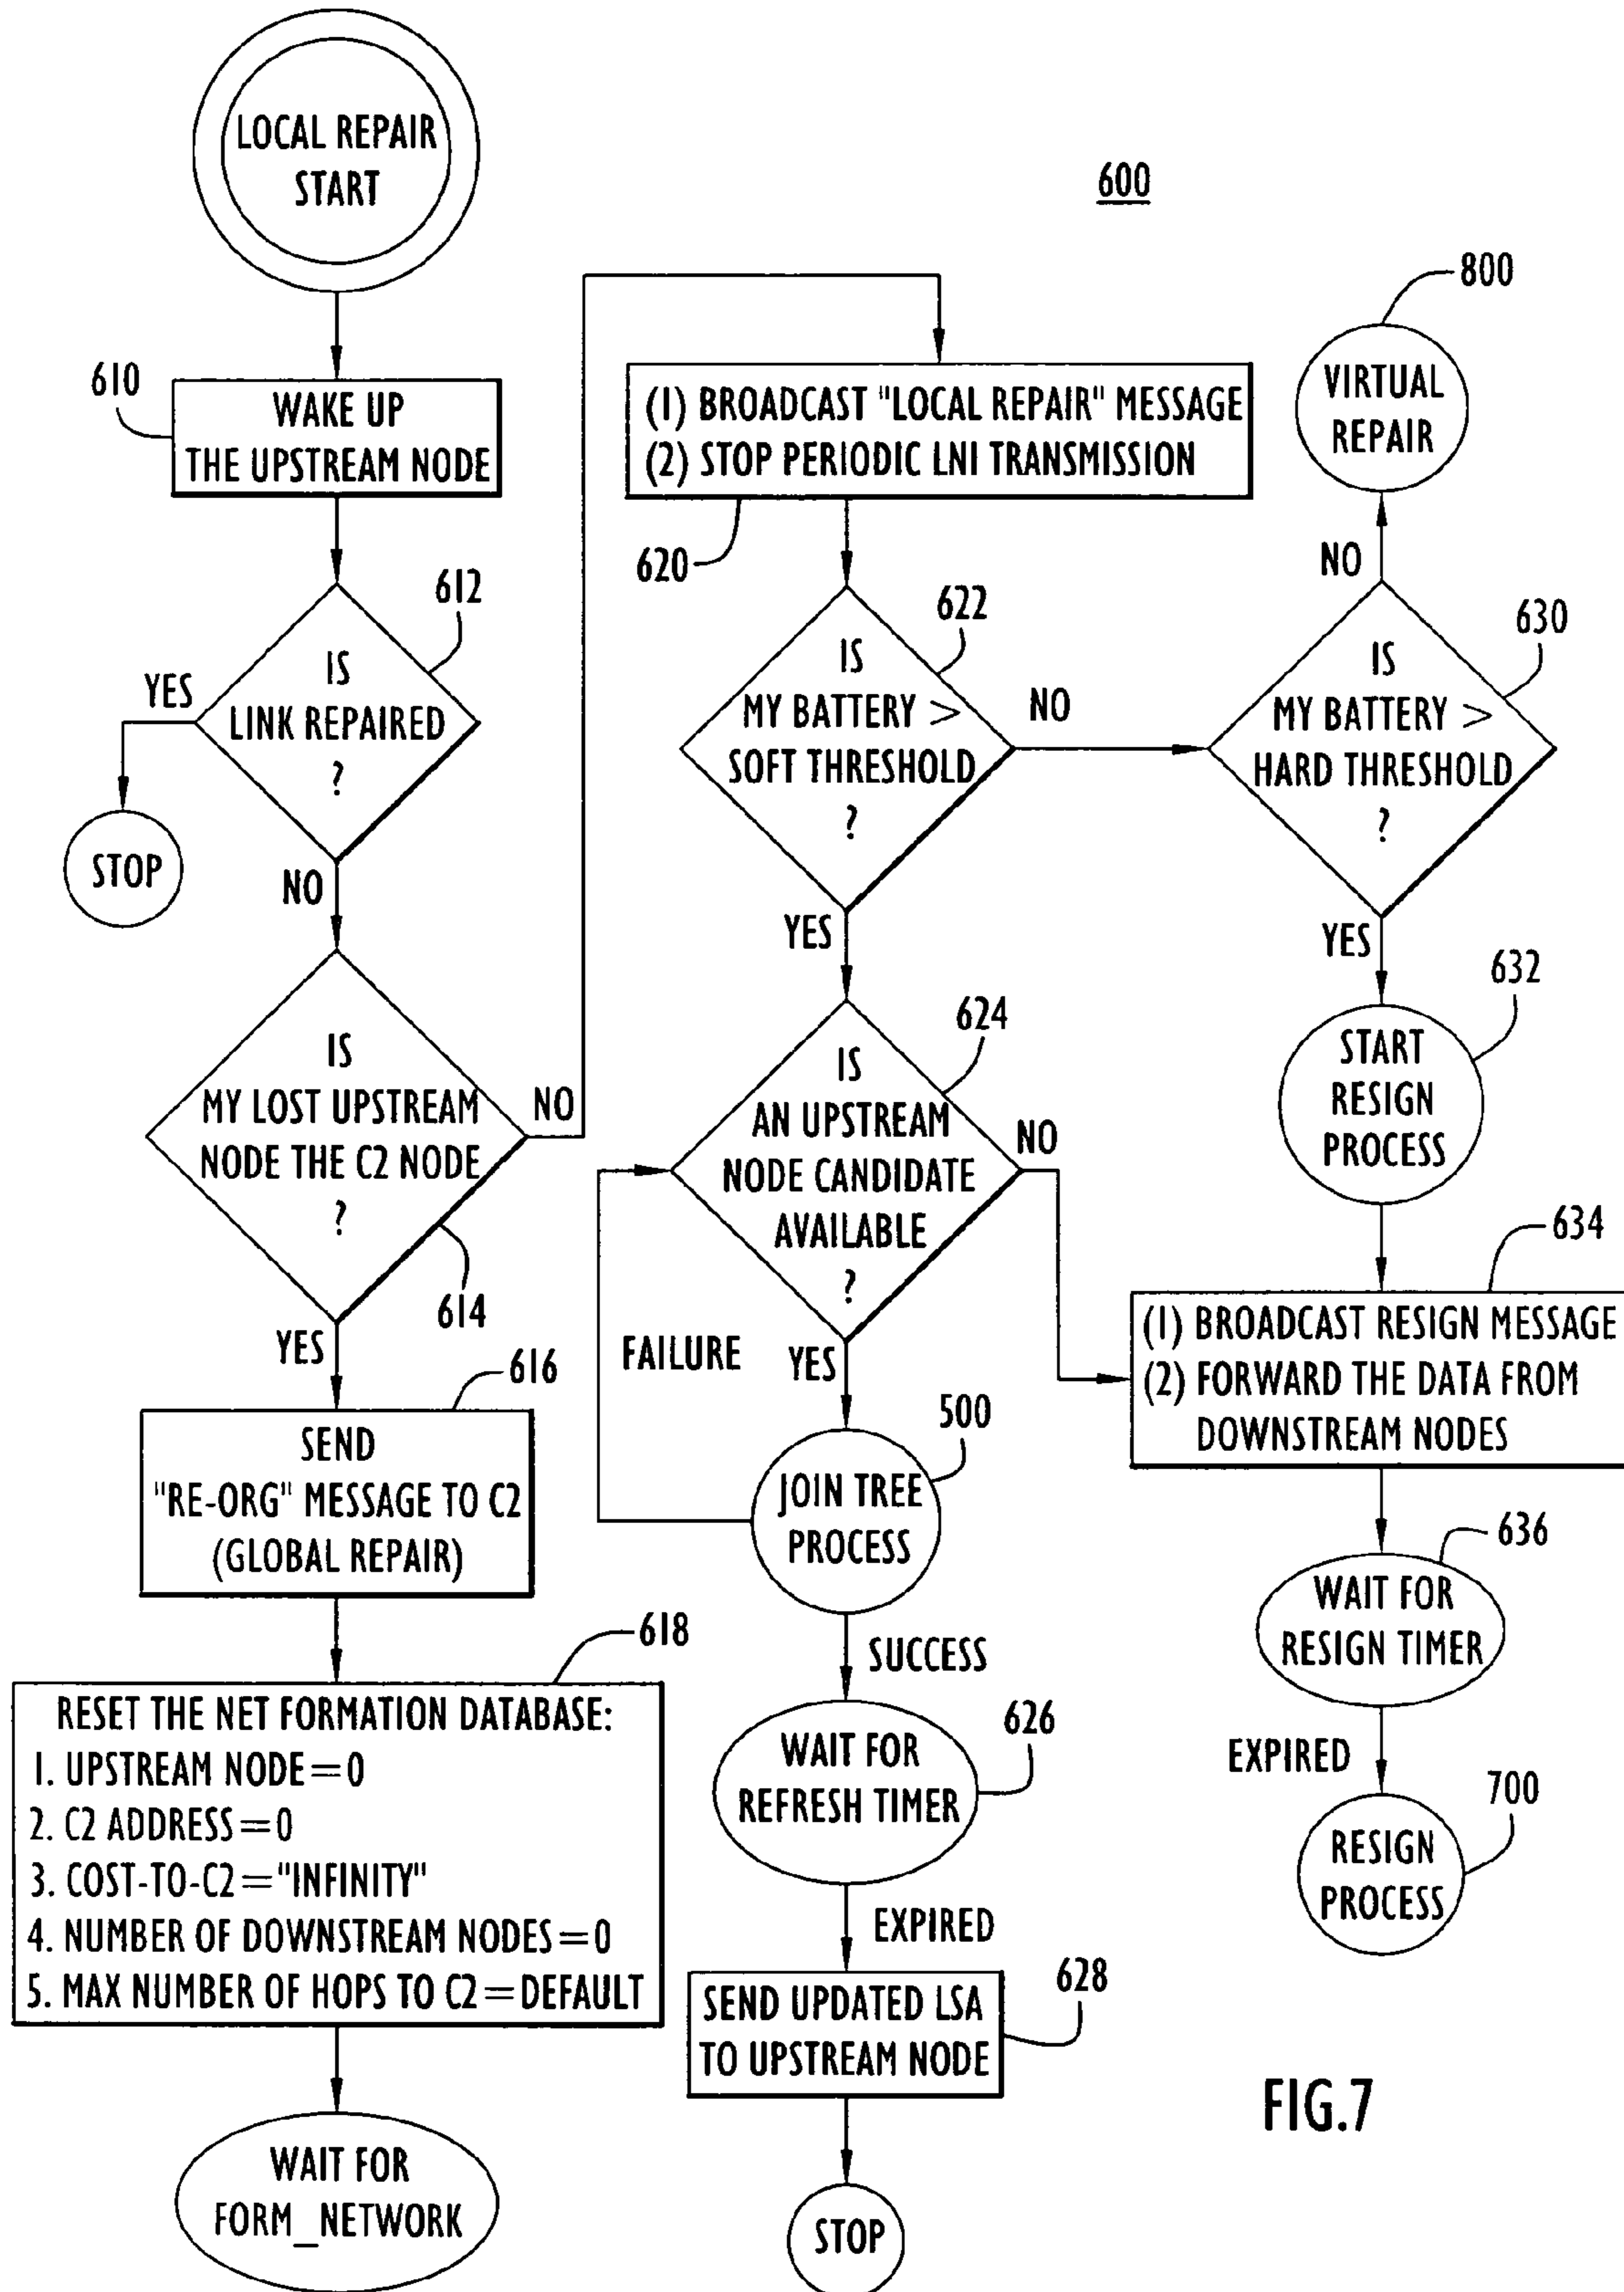 LOCAL REPAIR
START
600
800
610
WAKE UP
THE UPSTREAM NODE
(1) BROADCAST "LOCAL REPAIR" MESSAGE
(2) STOP PERIODIC LNI TRANSMISSION
620
VIRTUAL
REPAIR
NO
612
IS
LINK REPAIRED
?
YES
STOP
NO
622
IS
MY BATTERY >
SOFT THRESHOLD
?
NO
YES
630
IS
MY BATTERY >
HARD THRESHOLD
?
YES
632
START
RESIGN
PROCESS
IS
MY LOST UPSTREAM
NODE THE C2 NODE
?
NO
614
YES
624
IS
AN UPSTREAM
NODE CANDIDATE
AVAILABLE
?
NO
FAILURE
YES
634
(1) BROADCAST RESIGN MESSAGE
(2) FORWARD THE DATA FROM
DOWNSTREAM NODES
616
SEND
"RE-ORG" MESSAGE TO C2
(GLOBAL REPAIR)
500
JOIN TREE
PROCESS
SUCCESS
636
WAIT FOR
RESIGN TIMER
EXPIRED
700
RESIGN
PROCESS
618
RESET THE NET FORMATION DATABASE:
1. UPSTREAM NODE=0
2. C2 ADDRESS=0
3. COST-TO-C2="INFINITY"
4. NUMBER OF DOWNSTREAM NODES=0
5. MAX NUMBER OF HOPS TO C2=DEFAULT
626
WAIT FOR
REFRESH TIMER
EXPIRED
628
SEND UPDATED LSA
TO UPSTREAM NODE
STOP
WAIT FOR
FORM_NETWORK
FIG.7